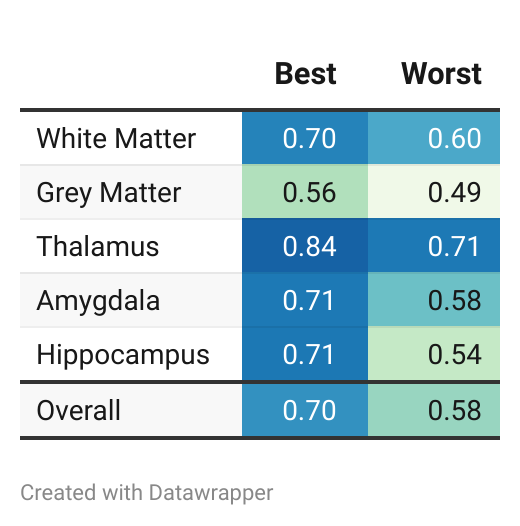 Best Worst
White Matter 0.70 0.60
Grey Matter 0.56 0.49
Thalamus 0.84 0.71
Amygdala 0.71 0.58
Hippocampus 0.71 0.54
Overall 0.70 0.58
Created with Datawrapper